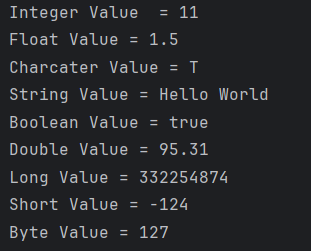 Integer Value  = 11
Float Value = 1.5
Charcater Value = T
String Value = Hello World
Boolean Value = true
Double Value = 95.31
Long Value = 332254874
Short Value = -124
Byte Value = 127